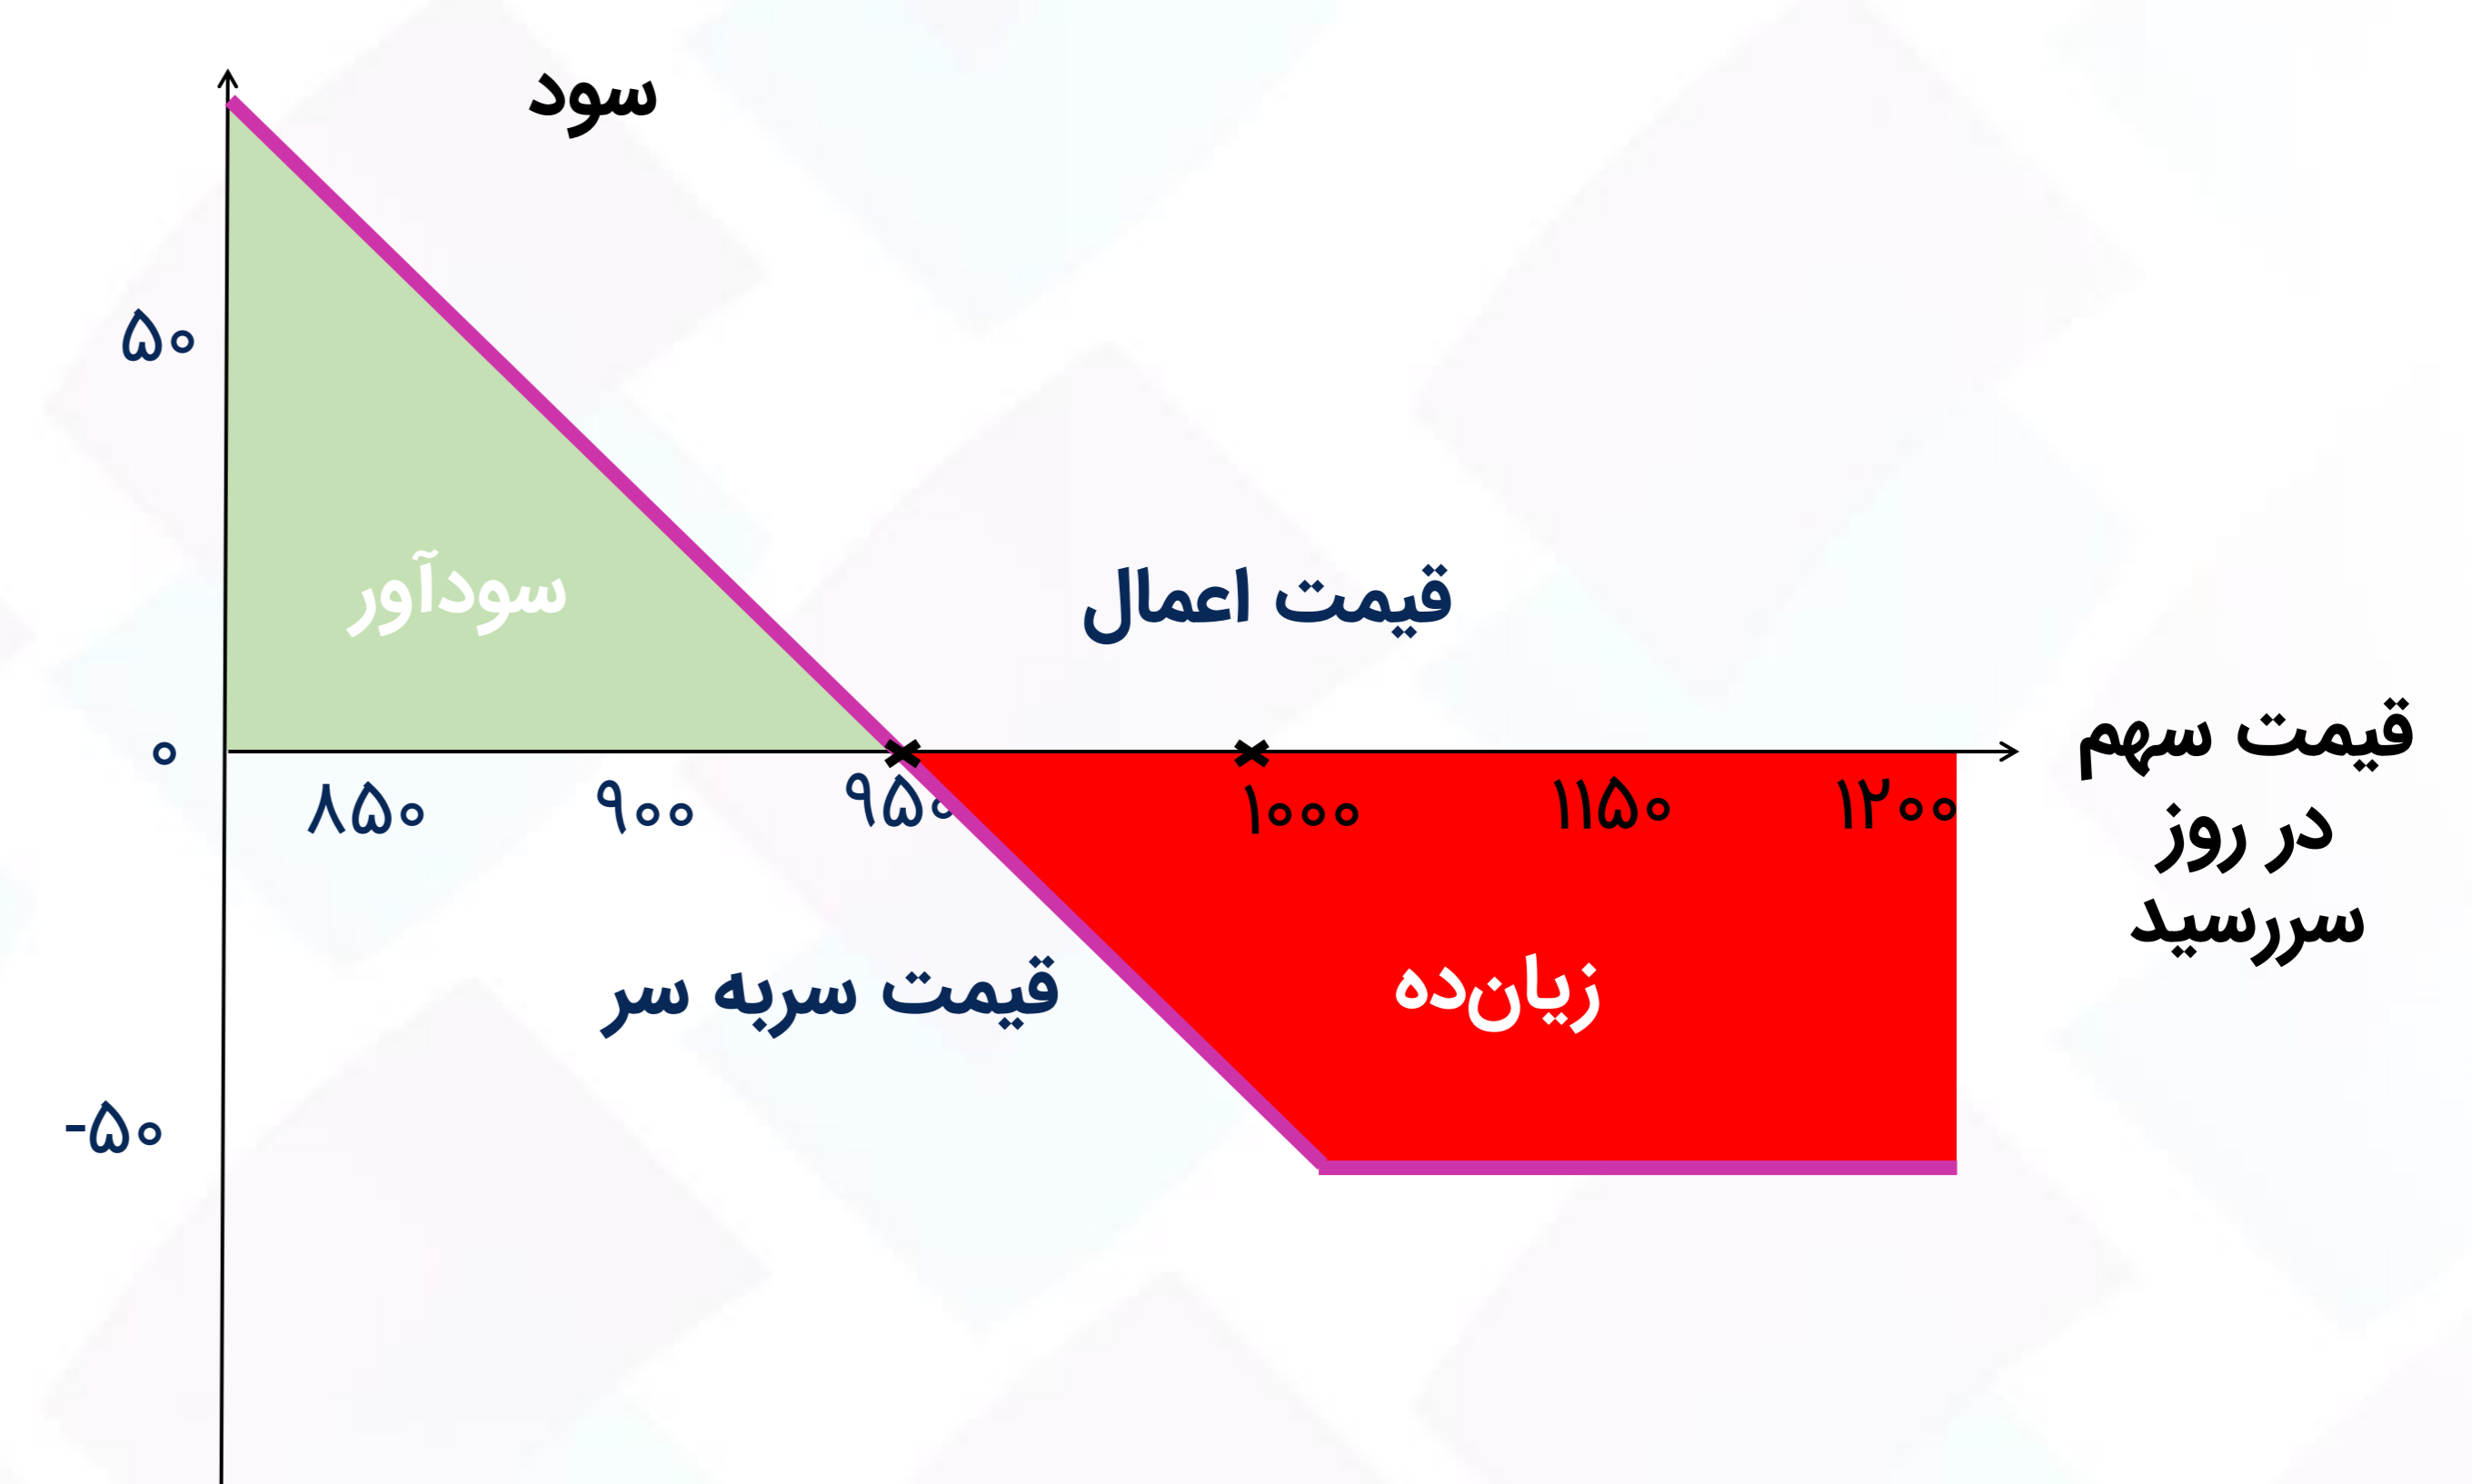 سود
۵۰
سودآور
قیمت اعمال
۰
۸۵۰
۹۰۰
۹۵۰
۱۰۰۰
۱۱۵۰
۱۲۰۰
قیمت سهم
در روز
سررسید
قیمت سربه سر
زیان‌ده
-۵۰